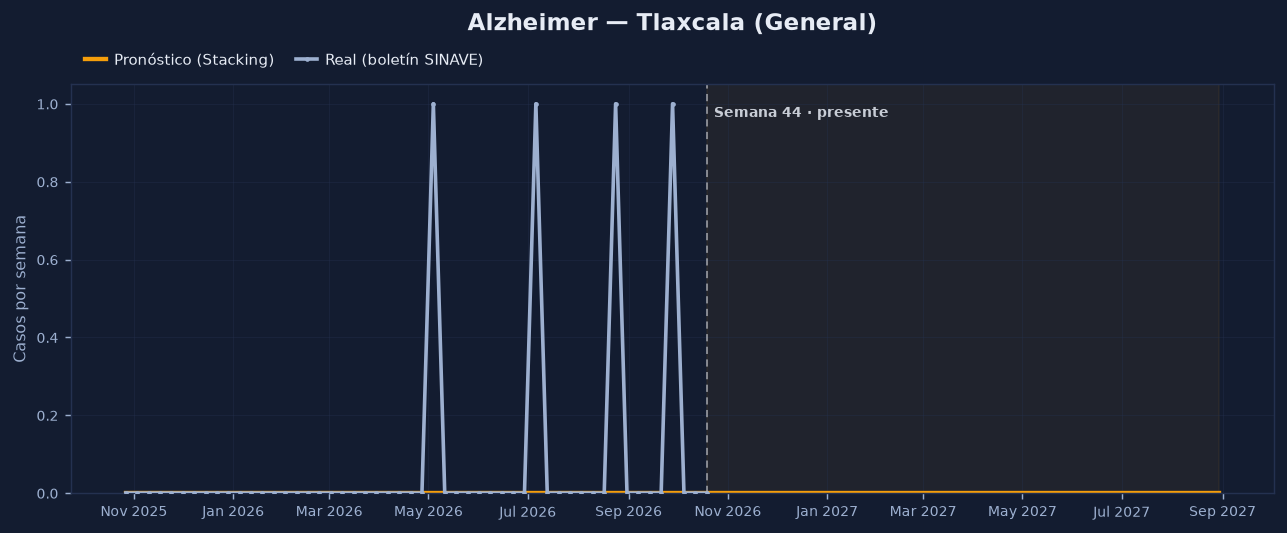 Alzheimer — Tlaxcala (General)
Pronóstico (Stacking)
Real (boletín SINAVE)
Semana 44 · presente
Casos por semana
1.0
0.8
0.6
0.4
0.2
0.0
Nov 2025
Jan 2026
Mar 2026
May 2026
Jul 2026
Sep 2026
Nov 2026
Jan 2027
Mar 2027
May 2027
Jul 2027
Sep 2027